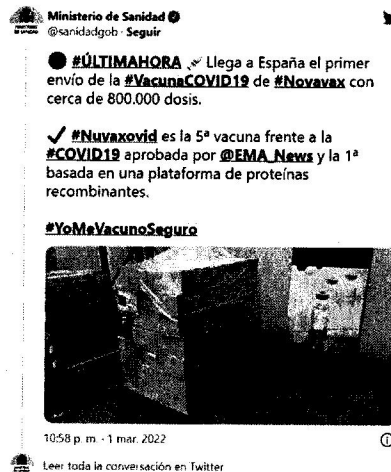 Ministerio de Sanidad
@sanidadgob · Seguir
#ÚLTIMAHORA Llega a España el primer
envío de la #VacunaCOVID19 de #Novavax con
cerca de 800.000 dosis.
✓ #Nuvaxovid es la 5ª vacuna frente a la
#COVID19 aprobada por @EMA_News y la 1ª
basada en una plataforma de proteínas
recombinantes.
#YoMeVacunoSeguro
10:58 p. m. · 1 mar. 2022
Leer toda la conversación en Twitter